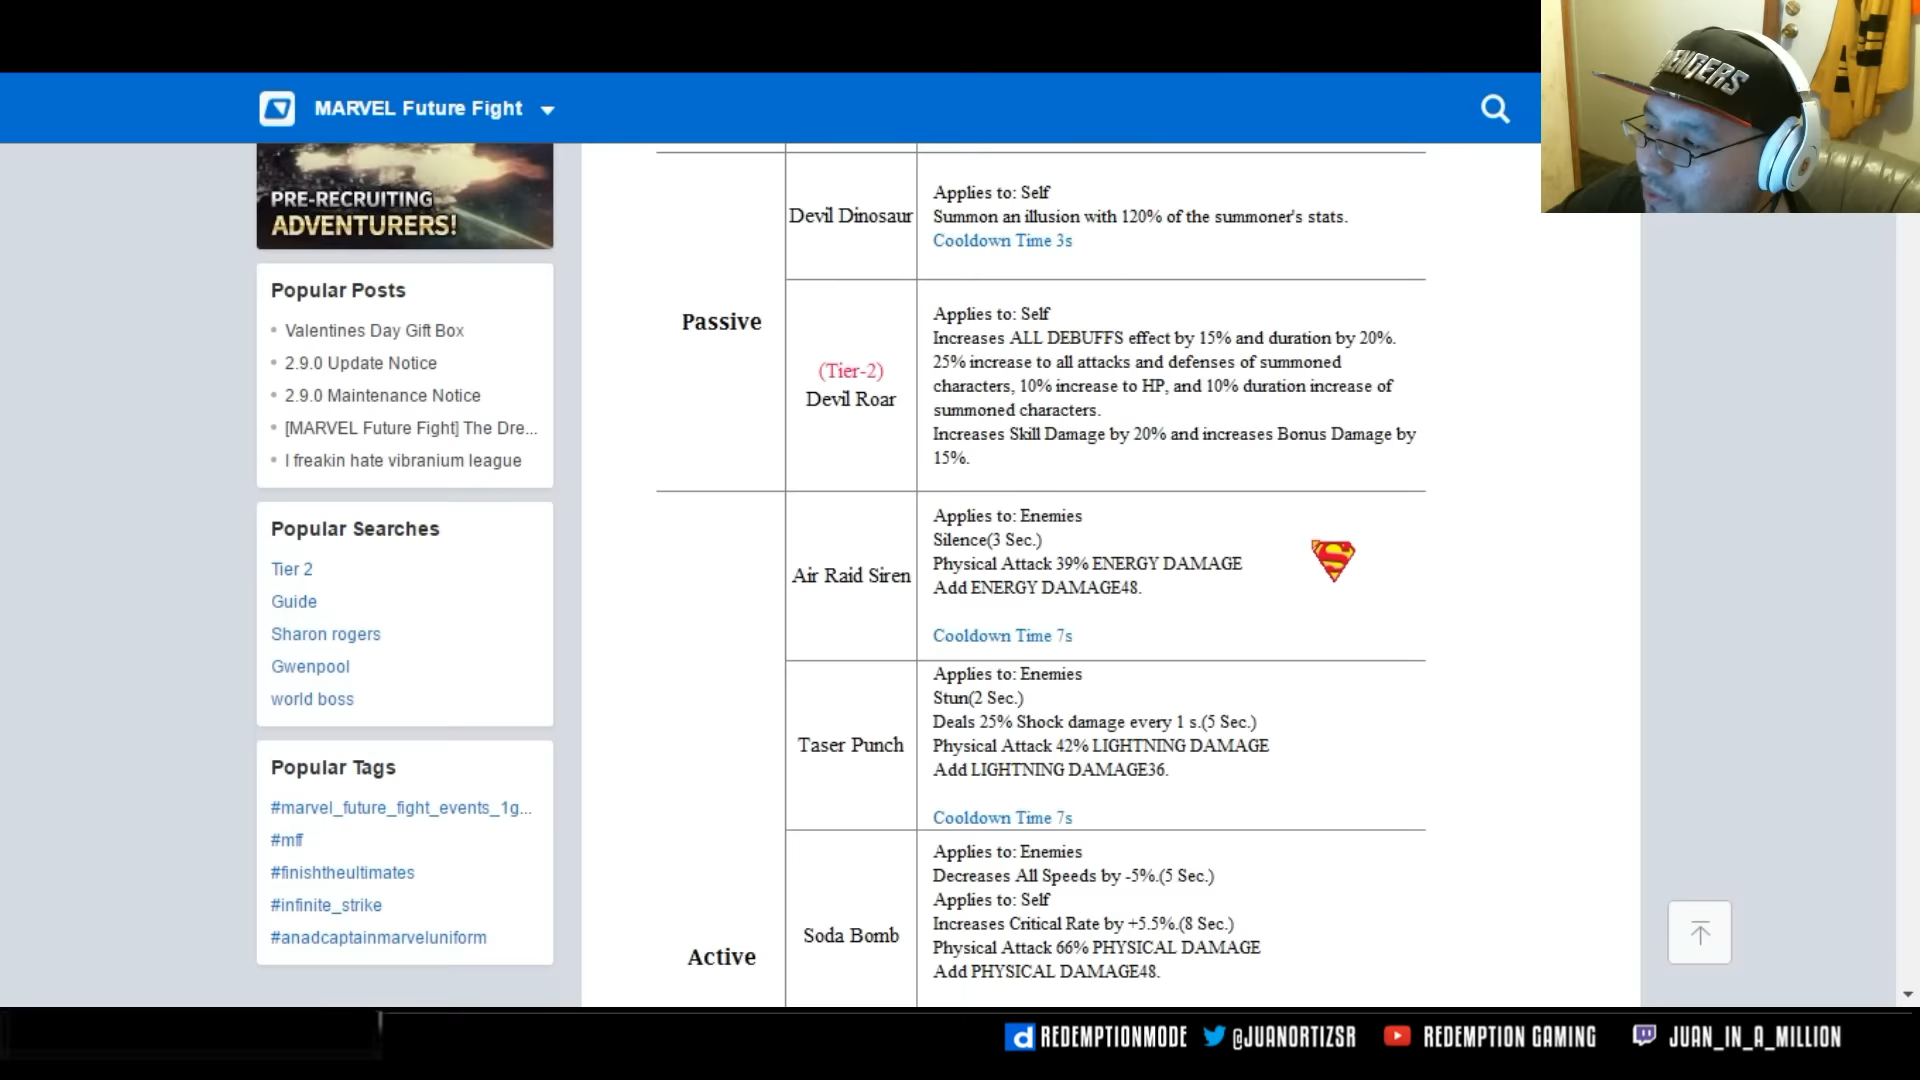 MARVEL Future Fight
PRE-RECRUITING
ADVENTURERS!
Popular Posts
Valentines Day Gift Box
2.9.0 Update Notice
2.9.0 Maintenance Notice
[MARVEL Future Fight] The Dre...
I freakin hate vibranium league
Popular Searches
Tier 2
Guide
Sharon rogers
Gwenpool
world boss
Popular Tags
#marvel_future_fight_events_1g...
#mff
#finishtheultimates
#infinite_strike
#anadcaptainmarveluniform
Passive
Devil Dinosaur
Applies to: Self
Summon an illusion with 120% of the summoner's stats.
Cooldown Time 3s
(Tier-2)
Devil Roar
Applies to: Self
Increases ALL DEBUFFS effect by 15% and duration by 20%.
25% increase to all attacks and defenses of summoned
characters, 10% increase to HP, and 10% duration increase of
summoned characters.
Increases Skill Damage by 20% and increases Bonus Damage by
15%.
Active
Air Raid Siren
Applies to: Enemies
Silence(3 Sec.)
Physical Attack 39% ENERGY DAMAGE
Add ENERGY DAMAGE48.
Cooldown Time 7s
Taser Punch
Applies to: Enemies
Stun(2 Sec.)
Deals 25% Shock damage every 1 s.(5 Sec.)
Physical Attack 42% LIGHTNING DAMAGE
Add LIGHTNING DAMAGE36.
Cooldown Time 7s
Soda Bomb
Applies to: Enemies
Decreases All Speeds by -5%.(5 Sec.)
Applies to: Self
Increases Critical Rate by +5.5%.(8 Sec.)
Physical Attack 66% PHYSICAL DAMAGE
Add PHYSICAL DAMAGE48.
d REDEMPTIONMODE
@JUANORTIZSR
REDEMPTION GAMING
JUAN_IN_A_MILLION